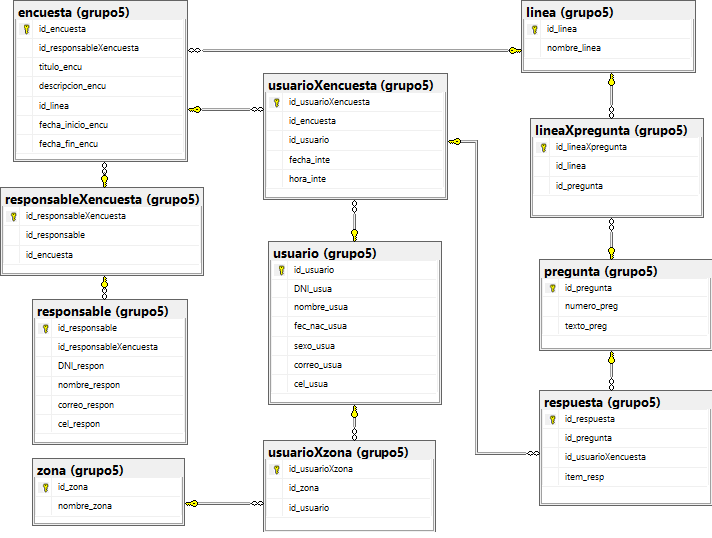 encuesta (grupo5)
id_encuesta
id_responsableXencuesta
titulo_encu
descripcion_encu
id_linea
fecha_inicio_encu
fecha_fin_encu
linea (grupo5)
id_linea
nombre_linea
usuarioXencuesta (grupo5)
id_usuarioXencuesta
id_encuesta
id_usuario
fecha_inte
hora_inte
lineaXpregunta (grupo5)
id_lineaXpregunta
id_linea
id_pregunta
responsableXencuesta (grupo5)
id_responsableXencuesta
id_responsable
id_encuesta
usuario (grupo5)
id_usuario
DNI_usua
nombre_usua
fec_nac_usua
sexo_usua
correo_usua
cel_usua
pregunta (grupo5)
id_pregunta
numero_preg
texto_preg
responsable (grupo5)
id_responsable
id_responsableXencuesta
DNI_respon
nombre_respon
correo_respon
cel_respon
respuesta (grupo5)
id_respuesta
id_pregunta
id_usuarioXencuesta
item_resp
usuarioXzona (grupo5)
id_usuarioXzona
id_zona
id_usuario
zona (grupo5)
id_zona
nombre_zona